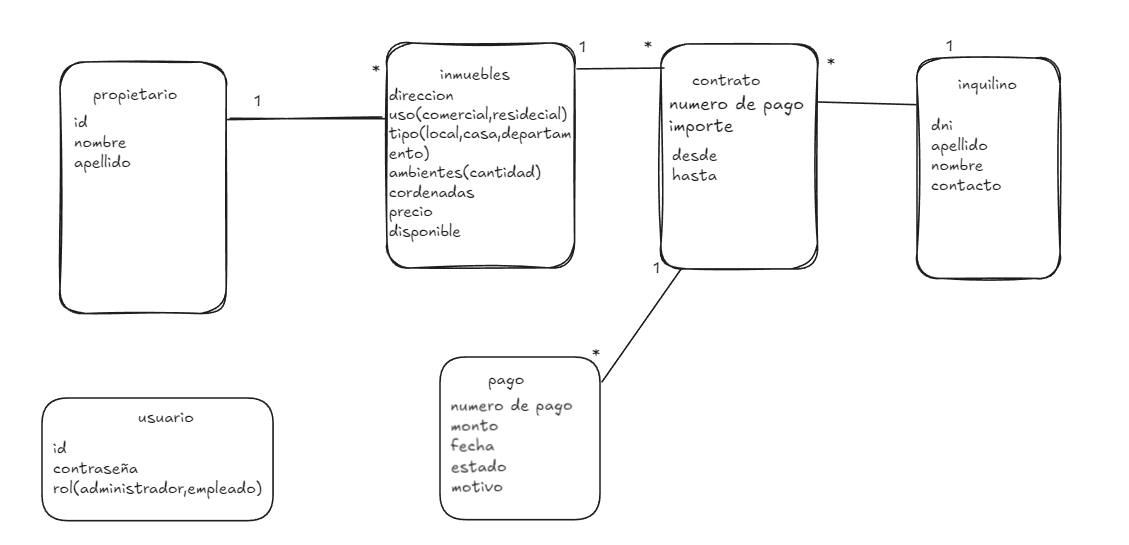 propietario
id
nombre
apellido
1
*
inmuebles
direccion
uso(comercial,residecial)
tipo(local,casa,departam
ento)
ambientes(cantidad)
cordenadas
precio
disponible
1
*
contrato
numero de pago
importe
desde
hasta
*
1
inquilino
dni
apellido
nombre
contacto
1
*
pago
numero de pago
monto
fecha
estado
motivo
usuario
id
contraseña
rol(administrador,empleado)